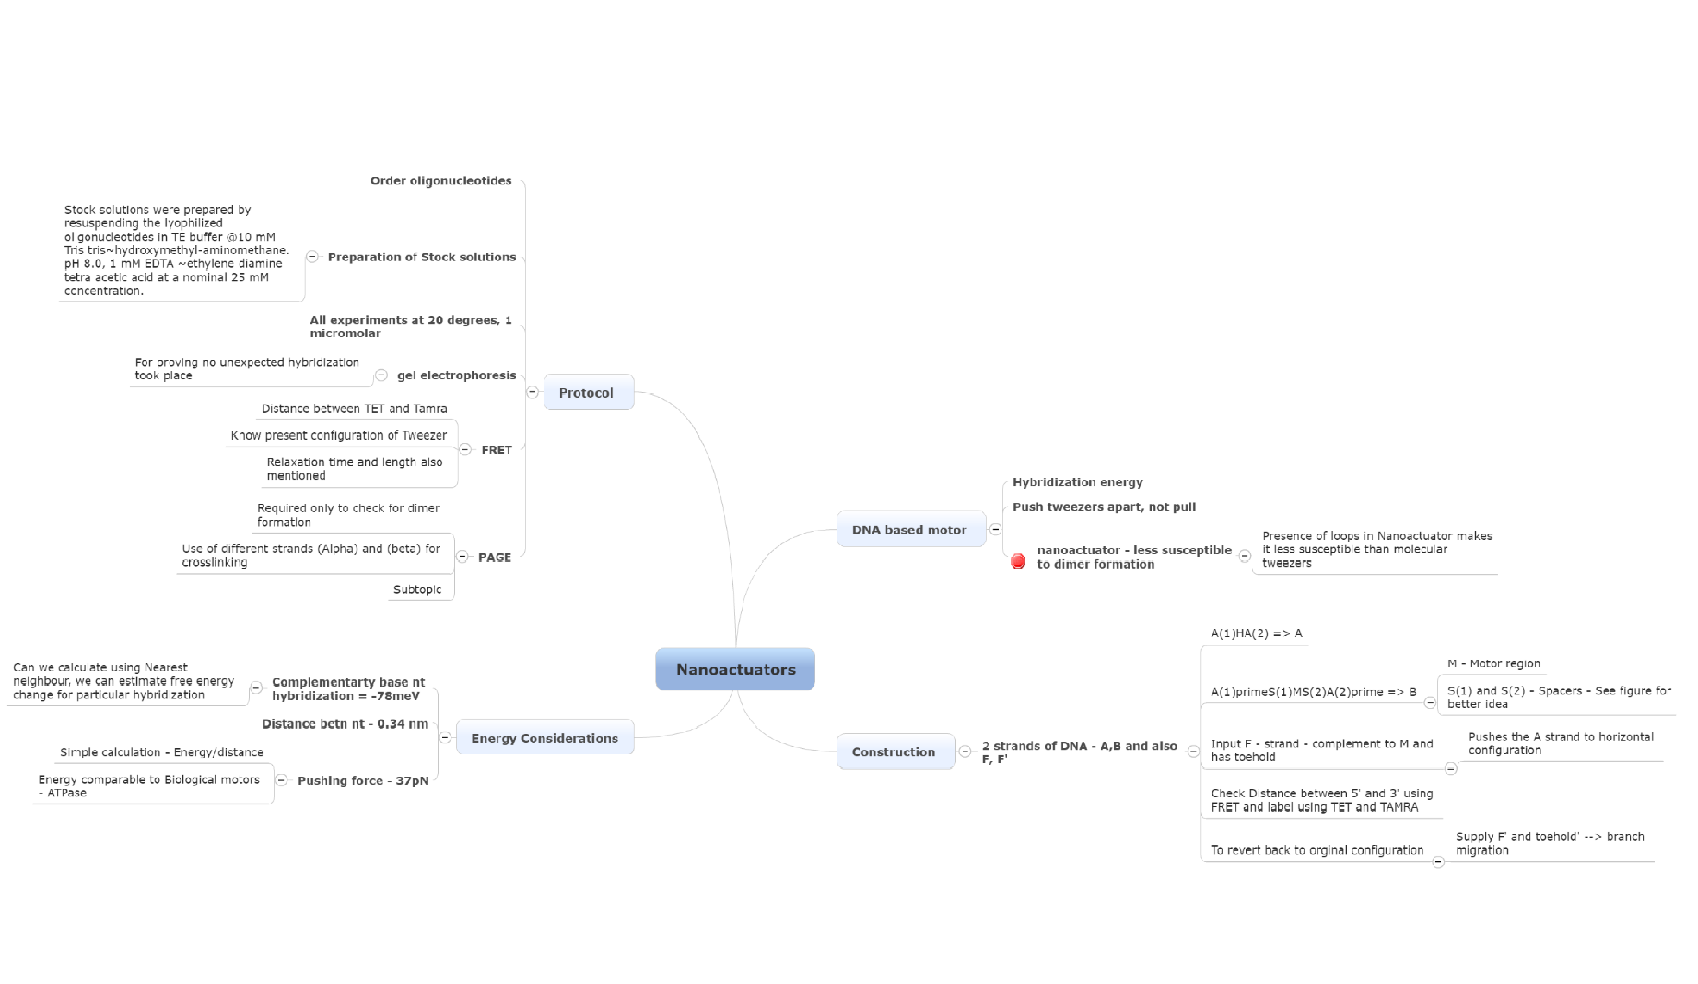 Order oligonucleotides
Stock solutions were prepared by
resuspending the lyophilized
oligonucleotides in TE buffer @10 mM
Tris tris~hydroxymethyl-aminomethane.
pH 8.0, 1 mM EDTA ~ethylene diamine
tetra acetic acid at a nominal 25 mM
concentration.
Preparation of Stock solutions
All experiments at 20 degrees, 1
micromolar
For proving no unexpected hybridization
took place
gel electrophoresis
Protocol
Distance between TET and Tamra
Know present configuration of Tweezer
Relaxation time and length also
mentioned
FRET
Required only to check for dimer
formation
Use of different strands (Alpha) and (beta) for
crosslinking
Subtopic
PAGE
DNA based motor
Hybridization energy
Push tweezers apart, not pull
nanoactuator - less susceptible
to dimer formation
Presence of loops in Nanoactuator makes
it less susceptible than molecular
tweezers
Nanoactuators
Can we calculate using Nearest
neighbour, we can estimate free energy
change for particular hybridization
Complementarty base nt
hybridization = -78meV
Distance betn nt - 0.34 nm
Simple calculation - Energy/distance
Energy comparable to Biological motors
- ATPase
Pushing force - 37pN
Energy Considerations
Construction
2 strands of DNA - A,B and also
F, F'
A(1)HA(2) => A
A(1)primeS(1)MS(2)A(2)prime => B
M - Motor region
S(1) and S(2) - Spacers - See figure for
better idea
Input F - strand - complement to M and
has toehold
Pushes the A strand to horizontal
configuration
Check Distance between 5' and 3' using
FRET and label using TET and TAMRA
To revert back to orginal configuration
Supply F' and toehold' --> branch
migration